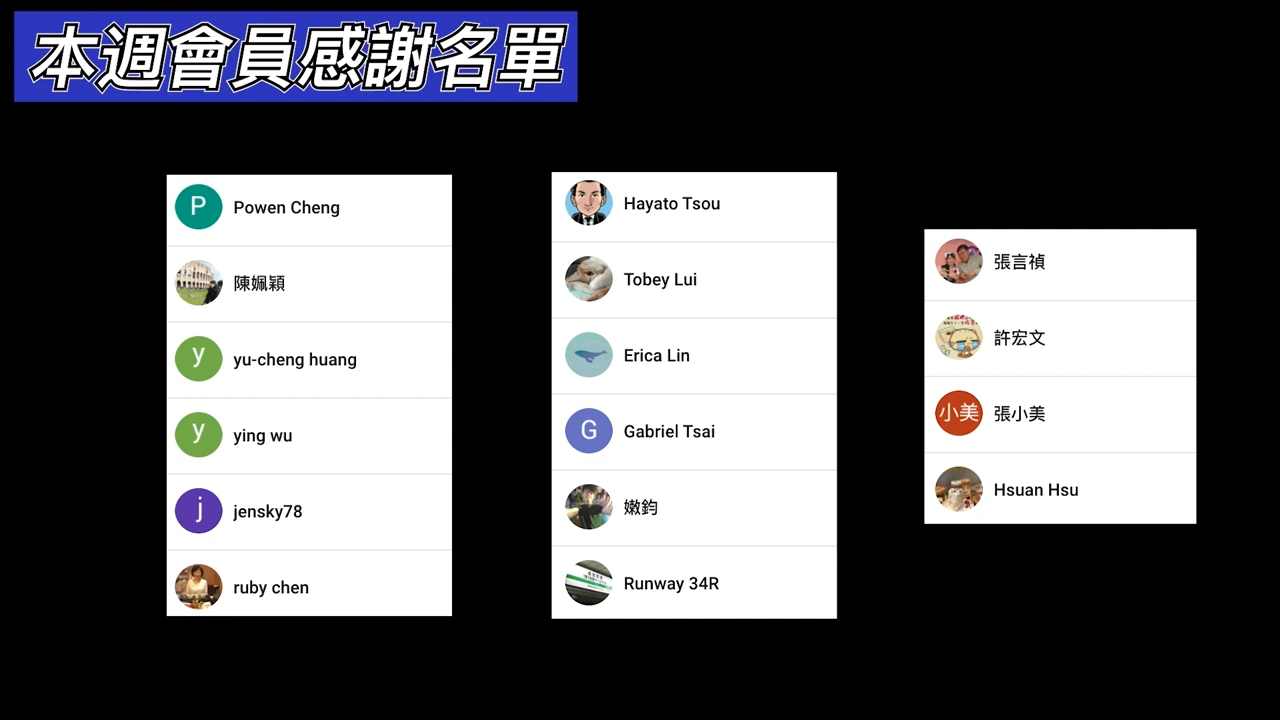 本週會員感謝名單
P Powen Cheng
陳姵穎
y yu-cheng huang
y ying wu
j jensky78
ruby chen
Hayato Tsou
Tobey Lui
Erica Lin
G Gabriel Tsai
嫩鈞
Runway 34R
張言禎
許宏文
小美 張小美
Hsuan Hsu